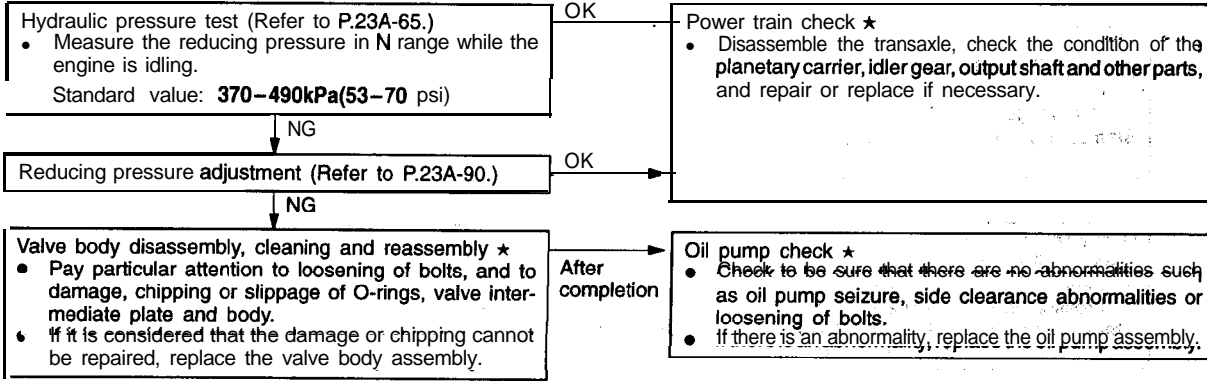 Hydraulic pressure test (Refer to P.23A-65.)
• Measure the reducing pressure in N range while the
engine is idling.
Standard value: 370–490kPa(53–70 psi)
OK
Power train check ★
• Disassemble the transaxle, check the condition of the
planetary carrier, idler gear, output shaft and other parts,
and repair or replace if necessary.
NG
Reducing pressure adjustment (Refer to P.23A-90.)
OK
NG
Valve body disassembly, cleaning and reassembly ★
• Pay particular attention to loosening of bolts, and to
damage, chipping or slippage of O-rings, valve inter-
mediate plate and body.
• If it is considered that the damage or chipping cannot
be repaired, replace the valve body assembly.
After
completion
Oil pump check ★
• Check to be sure that there are no abnormalities such
as oil pump seizure, side clearance abnormalities or
loosening of bolts.
• If there is an abnormality, replace the oil pump assembly.